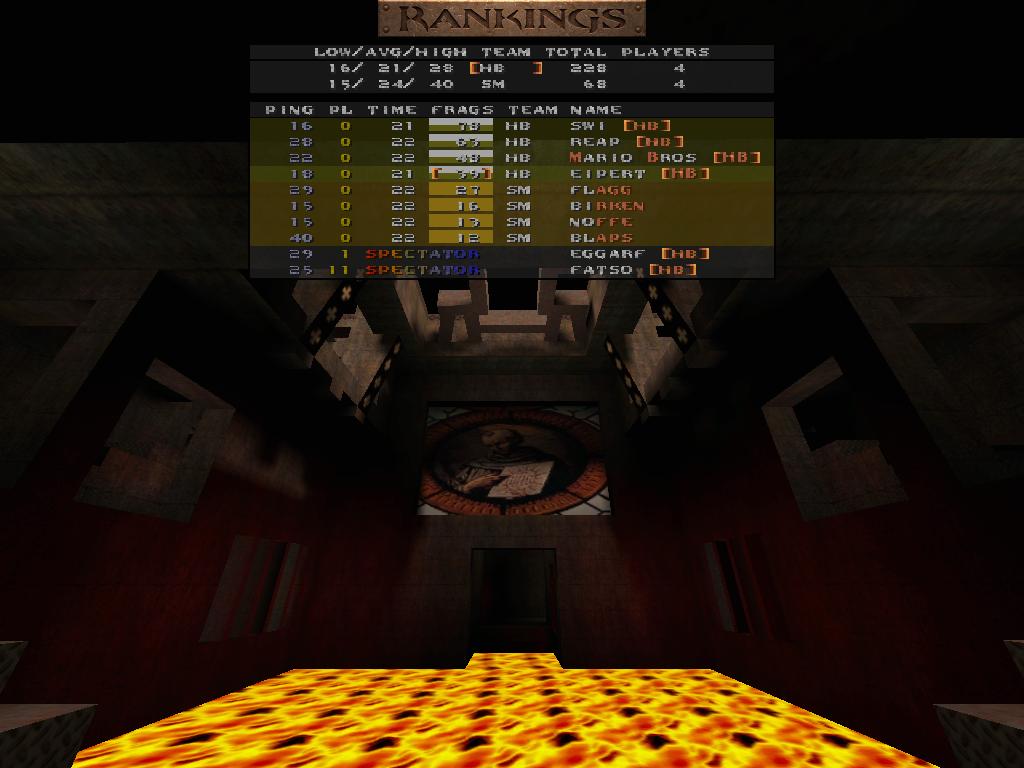 RANKINGS
LOW/AVG/HIGH TEAM TOTAL PLAYERS
16/ 21/ 28 [HB ] 228 4
15/ 24/ 40 SM 68 4
PING PL TIME FRAGS TEAM NAME
16 0 21 78 HB SWI [HB]
28 0 22 63 HB REAP [HB]
22 0 22 48 HB MARIO BROS [HB]
18 0 21 [ 39] HB EIPERT [HB]
29 0 22 27 SM FLAGG
15 0 22 16 SM BIRKEN
15 0 22 13 SM NOFFE
40 0 22 12 SM BLAPS
29 1 SPECTATOR EGGARF [HB]
25 11 SPECTATOR FATSO [HB]